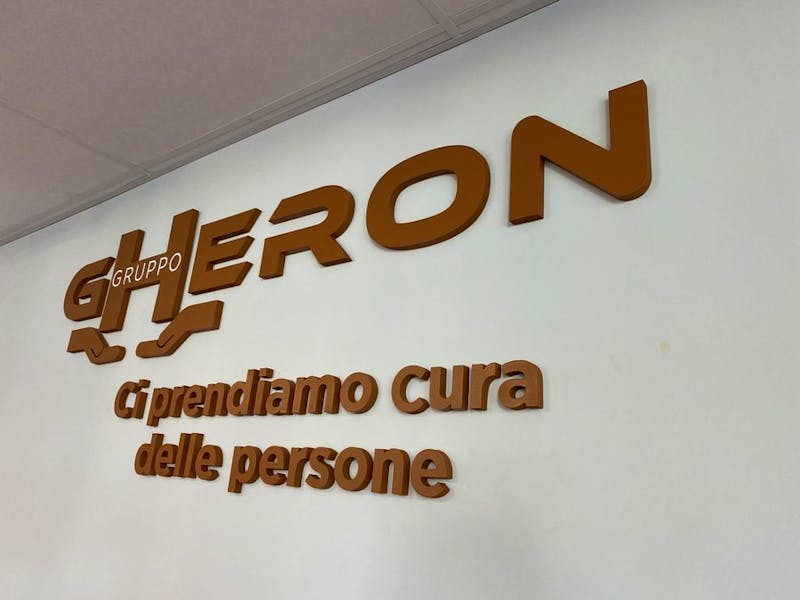 GHERON
GRUPPO
Ci prendiamo cura
delle persone